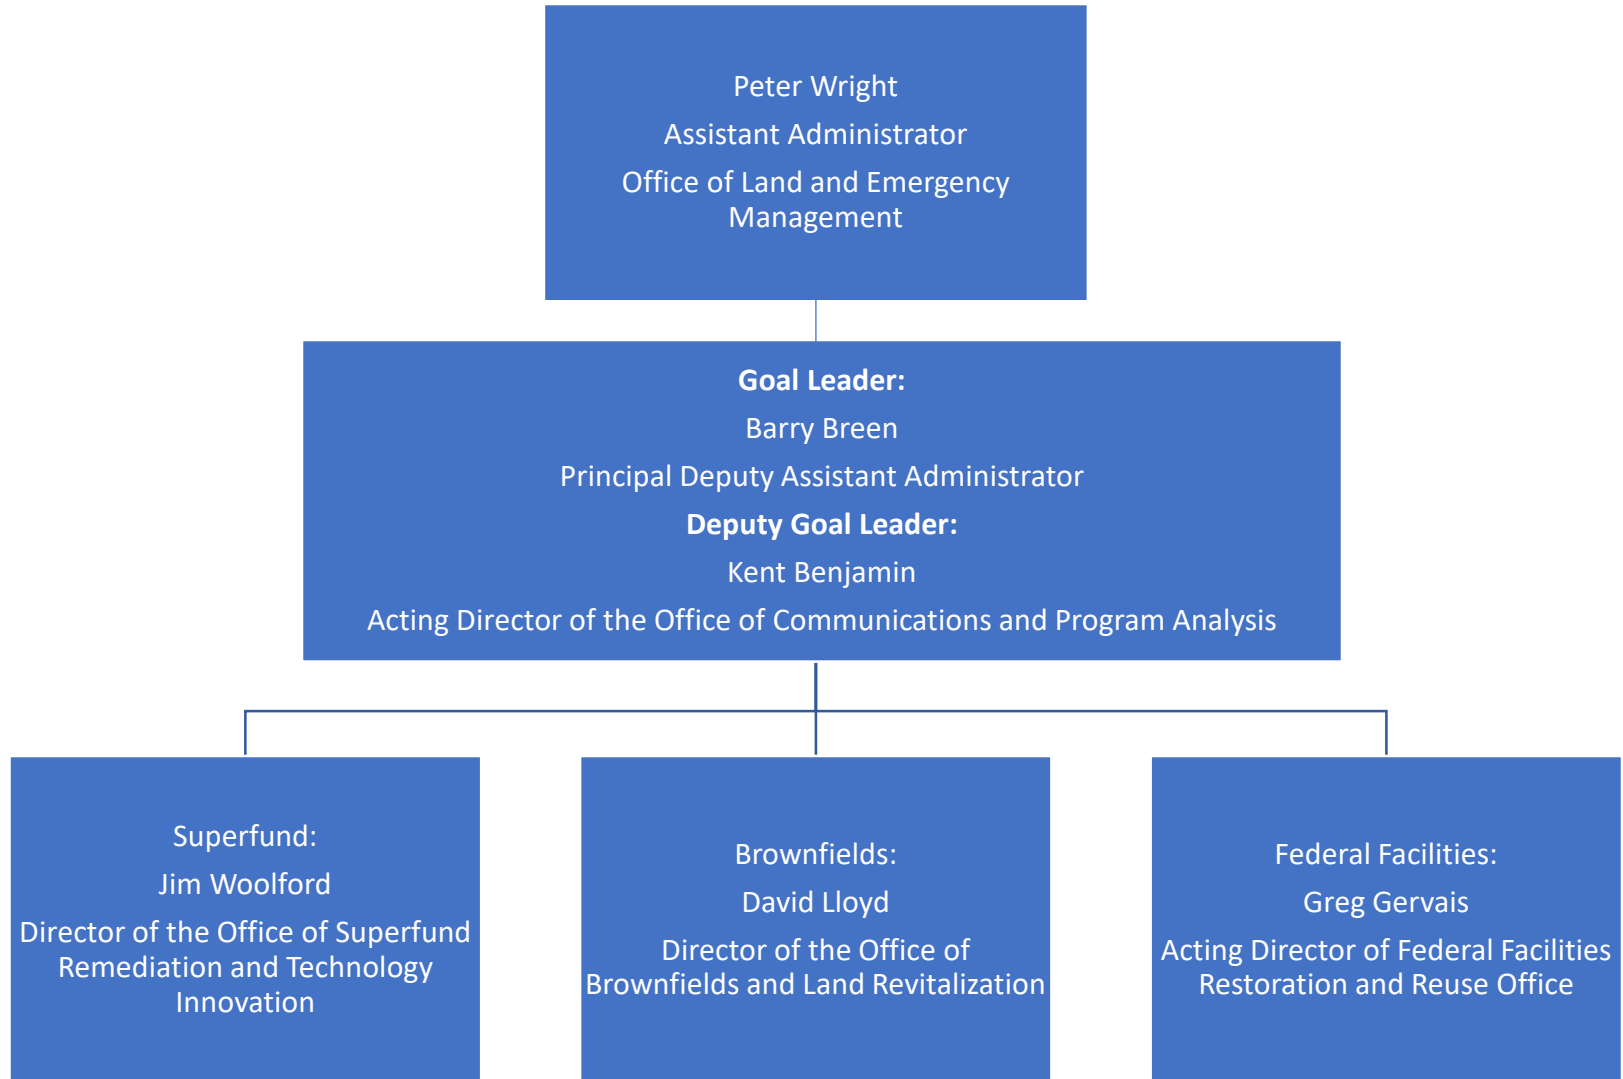 Peter Wright
Assistant Administrator
Office of Land and Emergency
Management
Goal Leader:
Barry Breen
Principal Deputy Assistant Administrator
Deputy Goal Leader:
Kent Benjamin
Acting Director of the Office of Communications and Program Analysis
Superfund:
Jim Woolford
Director of the Office of Superfund
Remediation and Technology
Innovation
Brownfields:
David Lloyd
Director of the Office of
Brownfields and Land Revitalization
Federal Facilities:
Greg Gervais
Acting Director of Federal Facilities
Restoration and Reuse Office